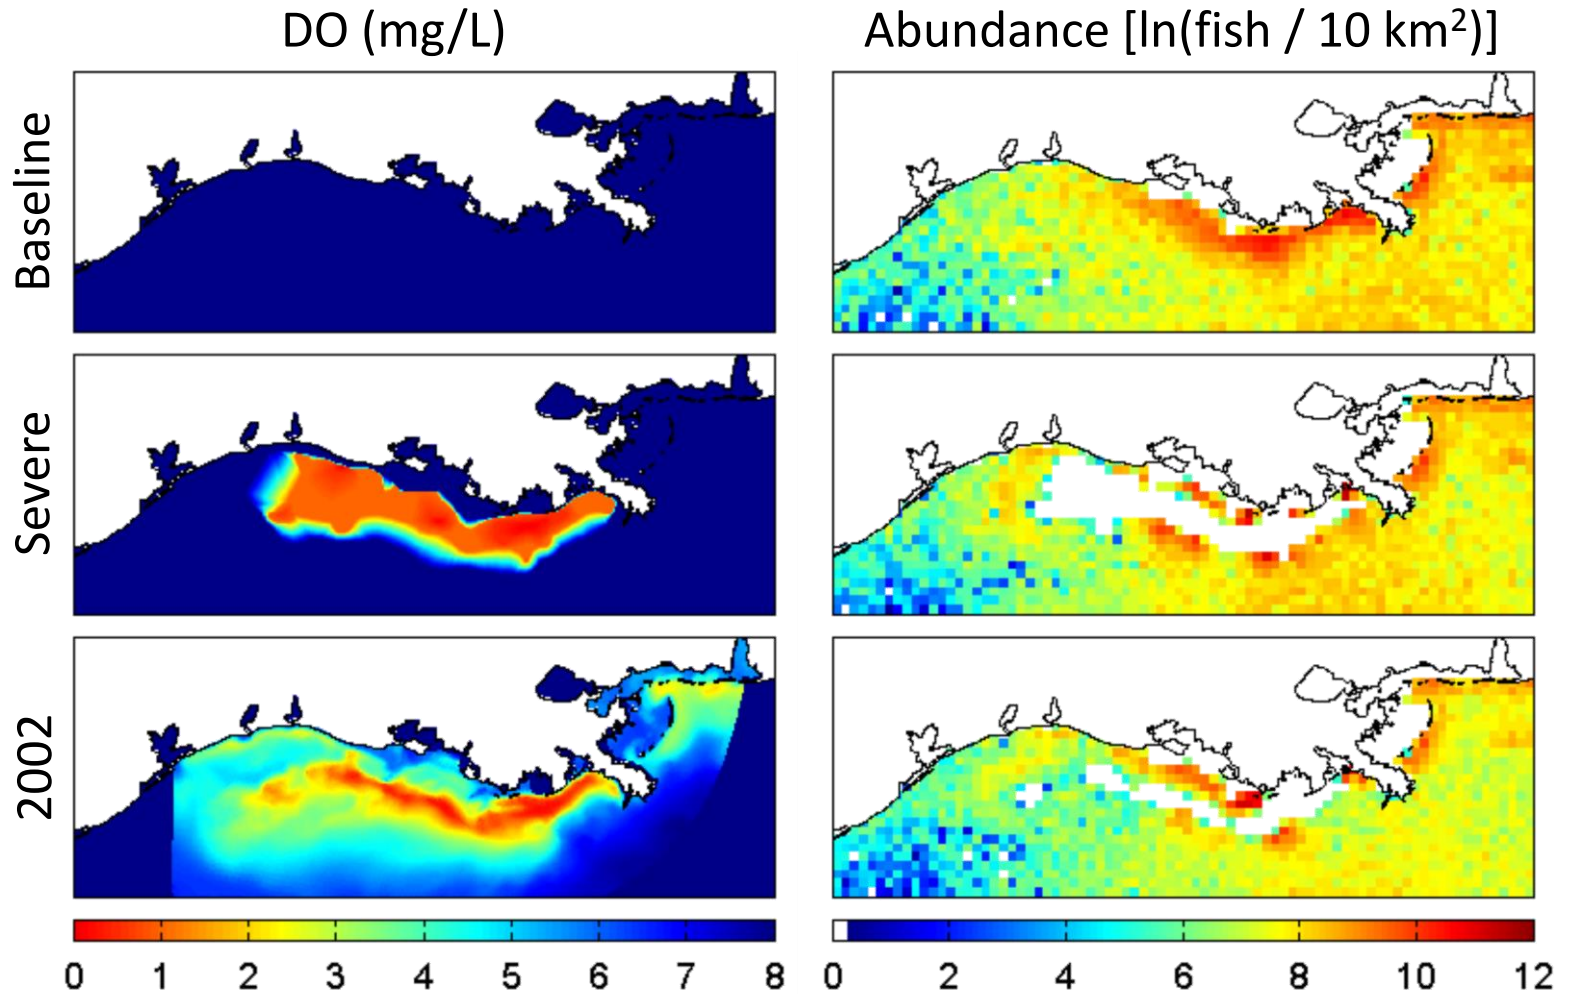 DO (mg/L)
Abundance [ln(fish / 10 km²)]
Baseline
Severe
2002
0 1 2 3 4 5 6 7 8
0 2 4 6 8 10 12